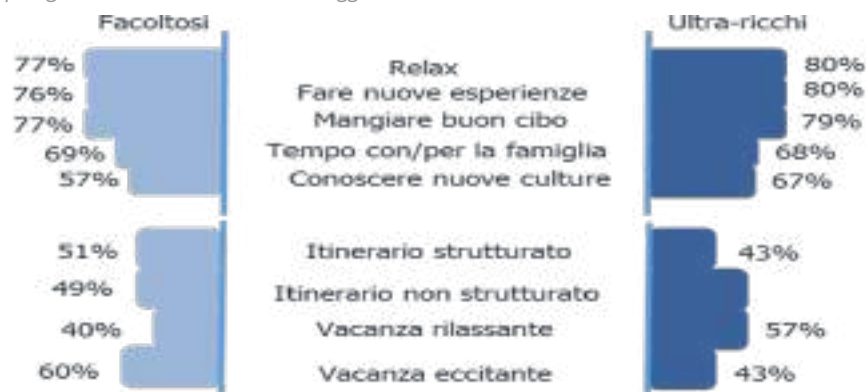 Facoltosi Ultra-ricchi
77% Relax 80%
76% Fare nuove esperienze 80%
77% Mangiare buon cibo 79%
69% Tempo con/per la famiglia 68%
57% Conoscere nuove culture 67%
51% Itinerario strutturato 43%
49% Itinerario non strutturato
40% Vacanza rilassante 57%
60% Vacanza eccitante 43%